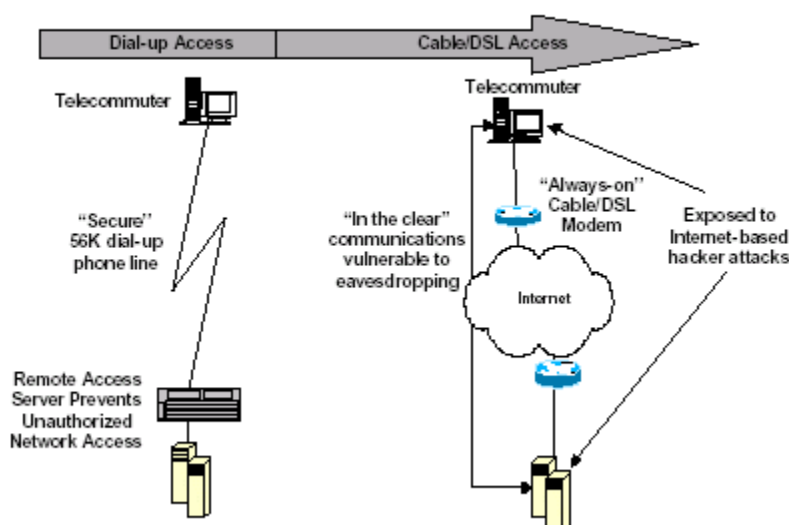 Dial-up Access
Cable/DSL Access
Telecommuter
Telecommuter
"Secure"
56K dial-up
phone line
"In the clear"
communications
vulnerable to
eavesdropping
"Always-on"
Cable/DSL
Modem
Exposed to
Internet-based
hacker attacks
Internet
Remote Access
Server Prevents
Unauthorized
Network Access